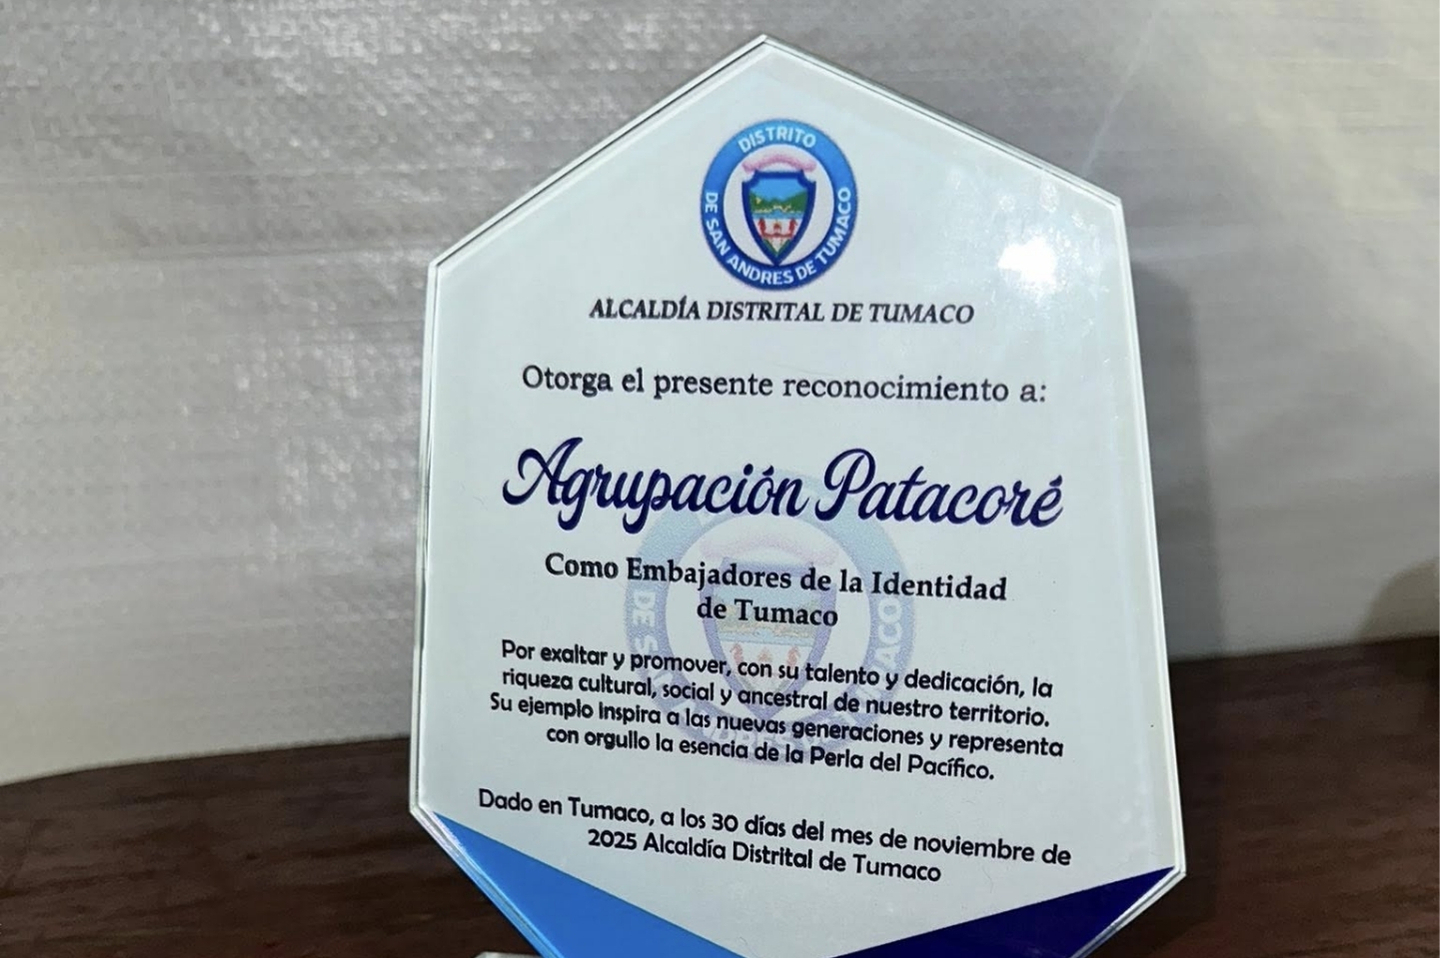 DISTRITO
DE SAN ANDRES DE TUMACO
ALCALDÍA DISTRITAL DE TUMACO
Otorga el presente reconocimiento a:
Agrupación Patacoré
Como Embajadores de la Identidad
de Tumaco
Por exaltar y promover, con su talento y dedicación, la
riqueza cultural, social y ancestral de nuestro territorio.
Su ejemplo inspira a las nuevas generaciones y representa
con orgullo la esencia de la Perla del Pacífico.
Dado en Tumaco, a los 30 días del mes de noviembre de
2025 Alcaldía Distrital de Tumaco